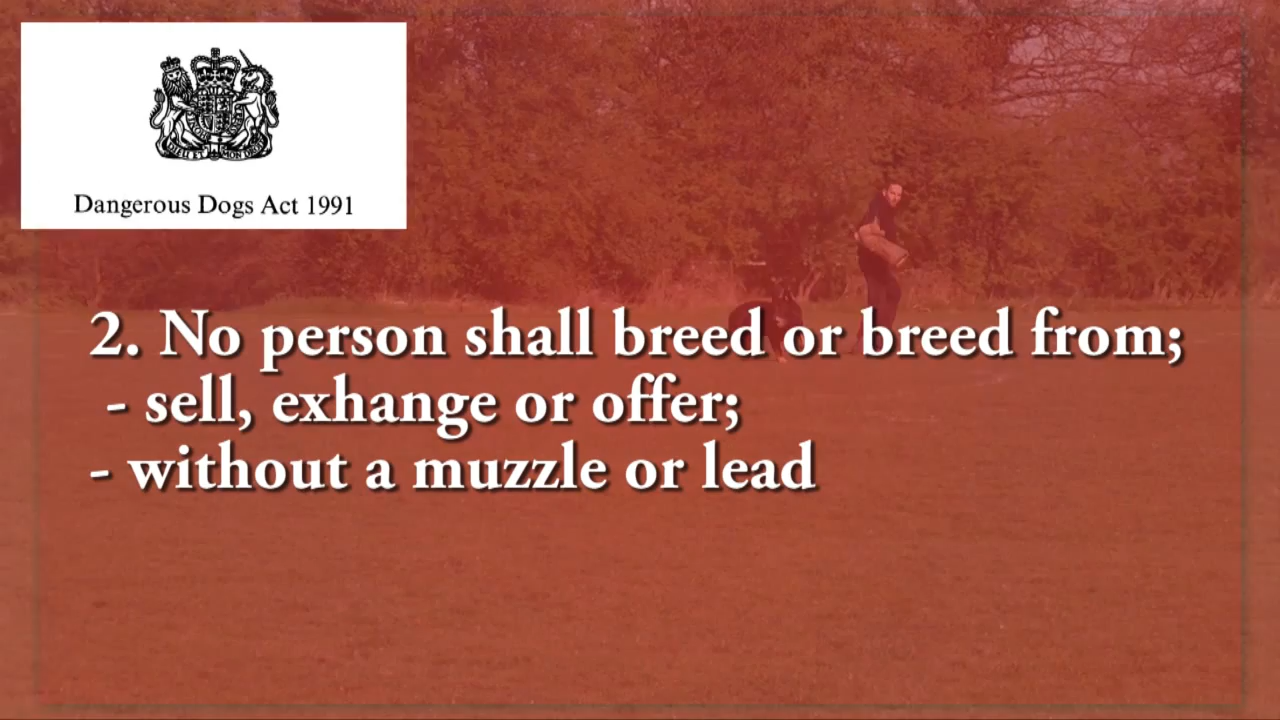 Dangerous Dogs Act 1991
2. No person shall breed or breed from;
- sell, exhange or offer;
- without a muzzle or lead